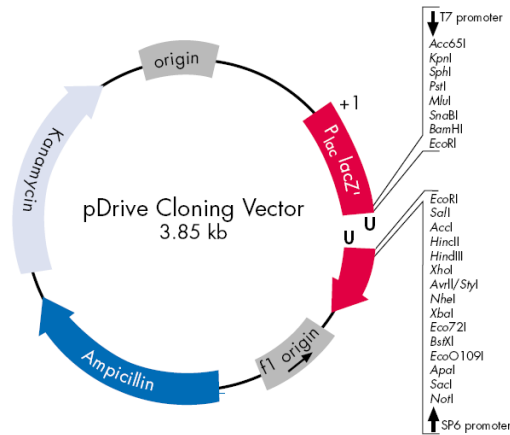 T7 promoter
Acc65I
KpnI
SphI
PstI
MluI
SnaBI
BamHI
EcoRI
origin
+1
Plac lacZ'
Kanamycin
pDrive Cloning Vector
3.85 kb
U
U
EcoRI
SalI
AccI
HincII
HindIII
XhoI
AvrII/StyI
NheI
XbaI
Eco72I
BstXI
EcoO109I
ApaI
SacI
NotI
SP6 promoter
f1 origin
Ampicillin